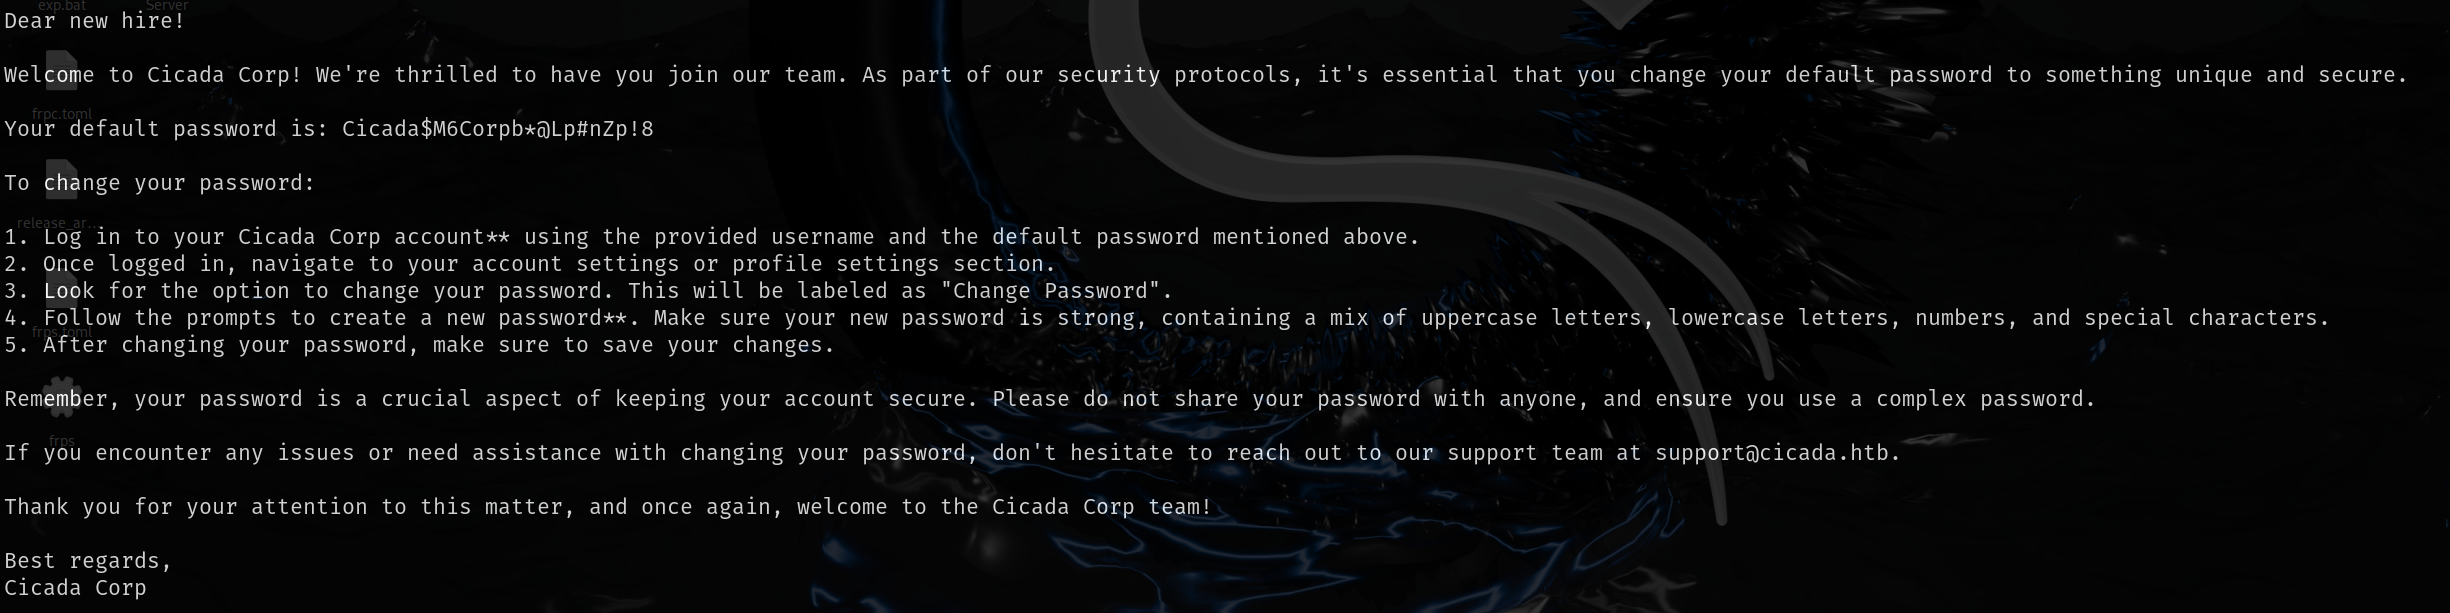 exp.bat Server
Dear new hire!
Welcome to Cicada Corp! We're thrilled to have you join our team. As part of our security protocols, it's essential that you change your default password to something unique and secure.
frpc.toml
Your default password is: Cicada$M6Corpb*@Lp#nZp!8
To change your password:
release_ar...
1. Log in to your Cicada Corp account** using the provided username and the default password mentioned above.
2. Once logged in, navigate to your account settings or profile settings section.
3. Look for the option to change your password. This will be labeled as "Change Password".
4. Follow the prompts to create a new password**. Make sure your new password is strong, containing a mix of uppercase letters, lowercase letters, numbers, and special characters.
frps.toml
5. After changing your password, make sure to save your changes.
Remember, your password is a crucial aspect of keeping your account secure. Please do not share your password with anyone, and ensure you use a complex password.
frps
If you encounter any issues or need assistance with changing your password, don't hesitate to reach out to our support team at support@cicada.htb.
Thank you for your attention to this matter, and once again, welcome to the Cicada Corp team!
Best regards,
Cicada Corp